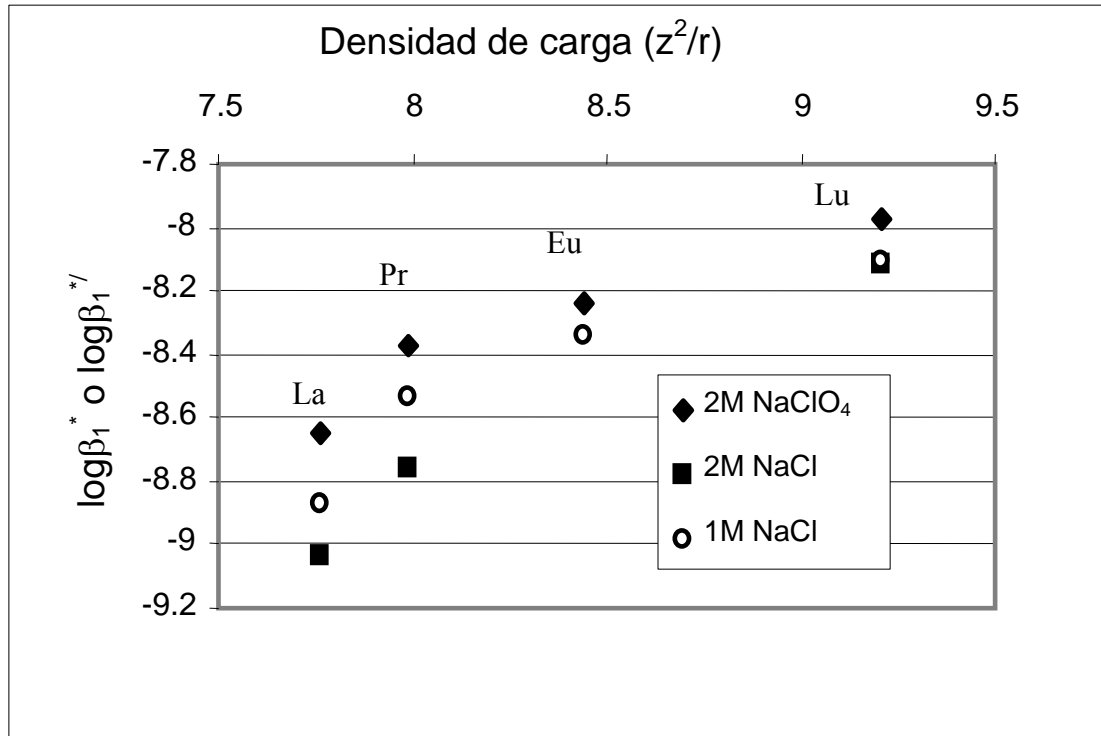 Densidad de carga (z²/r)
7.5 8 8.5 9 9.5
-7.8
-8
-8.2
-8.4
-8.6
-8.8
-9
-9.2
logβ₁* o logβ₁*/
Lu
Eu
Pr
La
2M NaClO₄
2M NaCl
1M NaCl